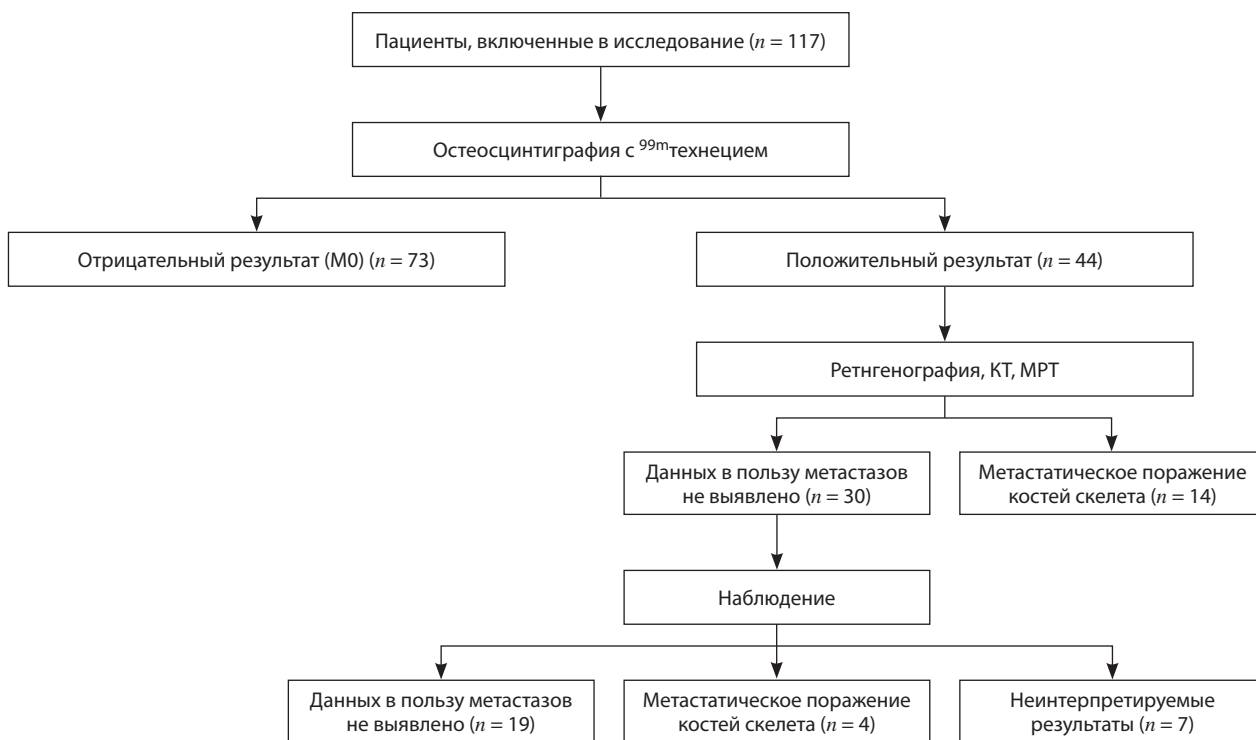 Пациенты, включенные в исследование (n = 117)
Остеосцинтиграфия с 99mтехнецием
Отрицательный результат (М0) (n = 73)
Положительный результат (n = 44)
Ретнгенография, КТ, МРТ
Данных в пользу метастазов
не выявлено (n = 30)
Метастатическое поражение
костей скелета (n = 14)
Наблюдение
Данных в пользу метастазов
не выявлено (n = 19)
Метастатическое поражение
костей скелета (n = 4)
Неинтерпретируемые
результаты (n = 7)